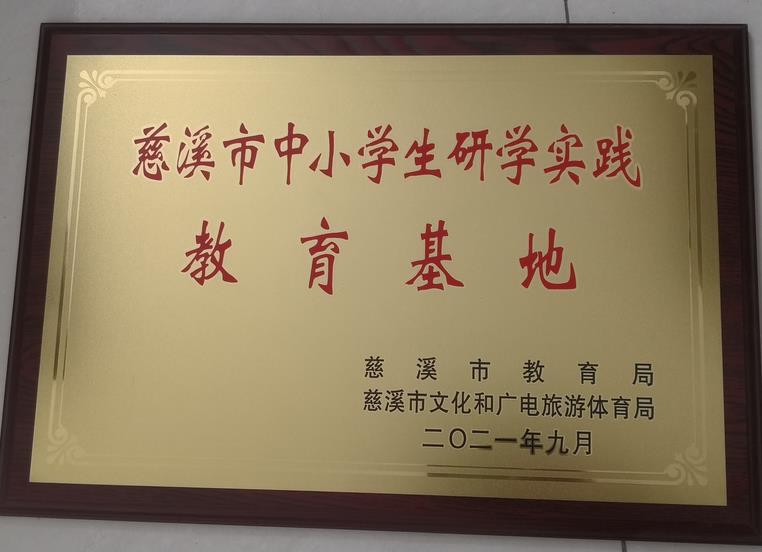 慈溪市中小学生研学实践
教育基地
慈溪市教育局
慈溪市文化和广电旅游体育局
二〇二一年九月